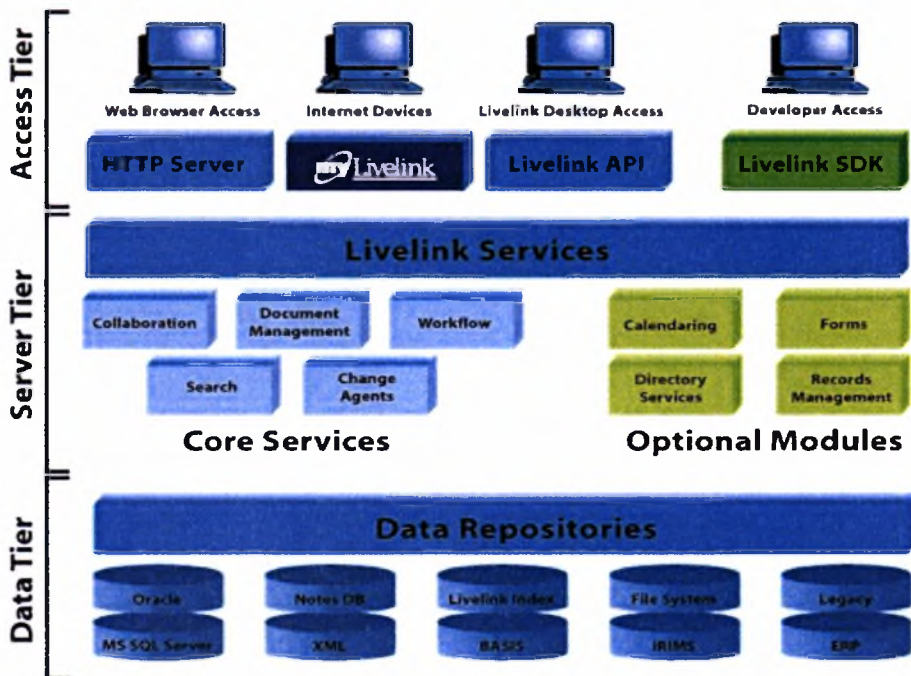 Access Tier
Web Browser Access
Internet Devices
Livelink Desktop Access
Developer Access
HTTP Server
my Livelink
Livelink API
Livelink SDK
Server Tier
Livelink Services
Collaboration
Document
Management
Workflow
Calendaring
Forms
Search
Change
Agents
Directory
Services
Records
Management
Core Services
Optional Modules
Data Tier
Data Repositories
Oracle
Notes DB
Livelink Index
File System
Legacy
MS SQL Server
XML
BASIS
IRIMS
ERP